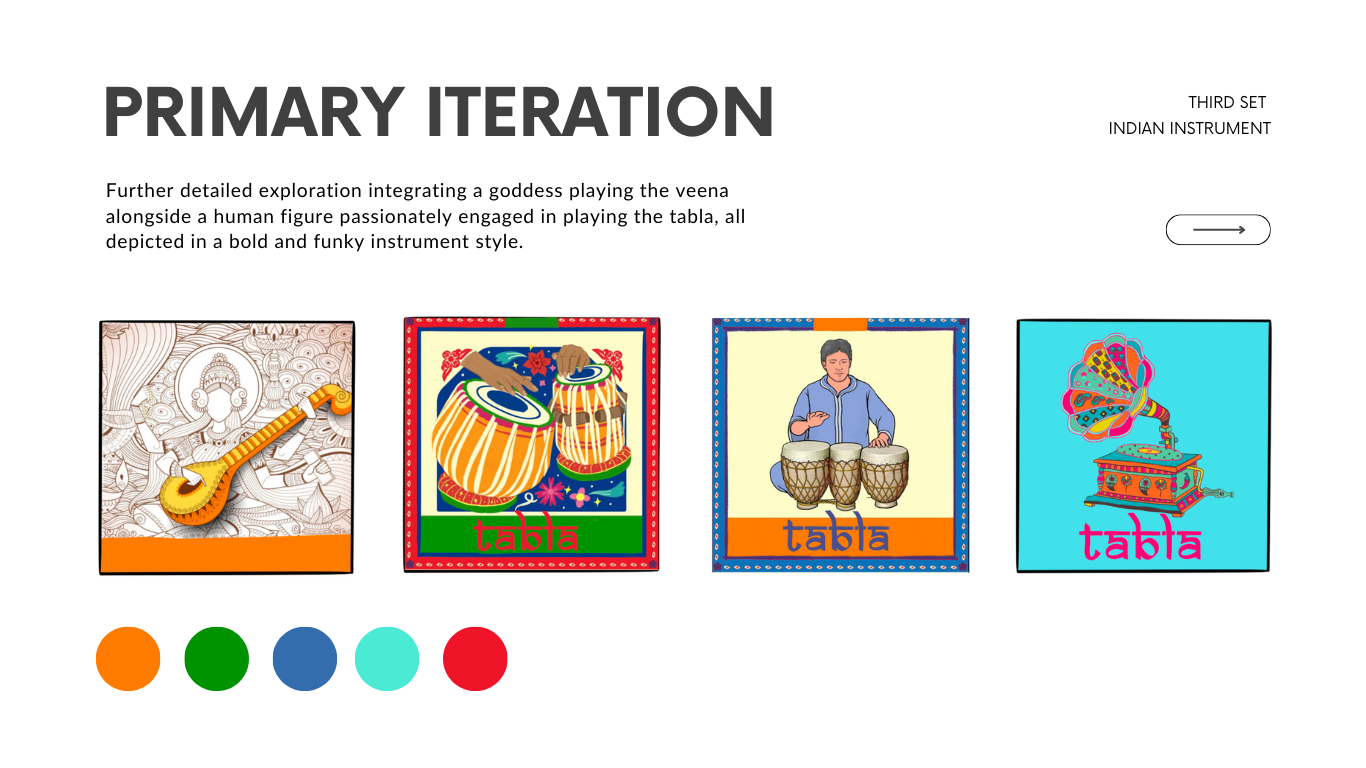 PRIMARY ITERATION
THIRD SET
INDIAN INSTRUMENT
Further detailed exploration integrating a goddess playing the veena
alongside a human figure passionately engaged in playing the tabla, all
depicted in a bold and funky instrument style.
tabla
tabla
tabla